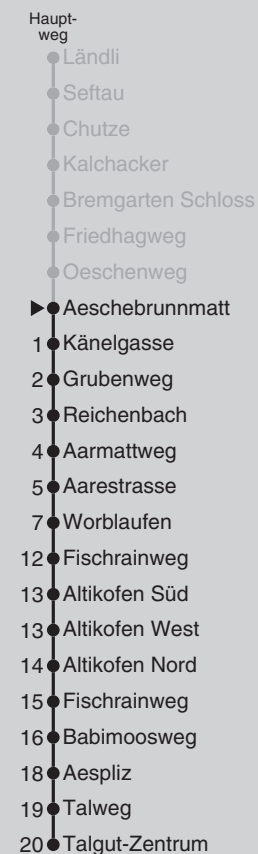 Haupt-
weg
Ländli
Seftau
Chutze
Kalchacker
Bremgarten Schloss
Friedhagweg
Oeschenweg
Aeschebrunnmatt
1 Känelgasse
2 Grubenweg
3 Reichenbach
4 Aarmattweg
5 Aarestrasse
7 Worblaufen
12 Fischrainweg
13 Altikofen Süd
13 Altikofen West
14 Altikofen Nord
15 Fischrainweg
16 Babimoosweg
18 Aespliz
19 Talweg
20 Talgut-Zentrum